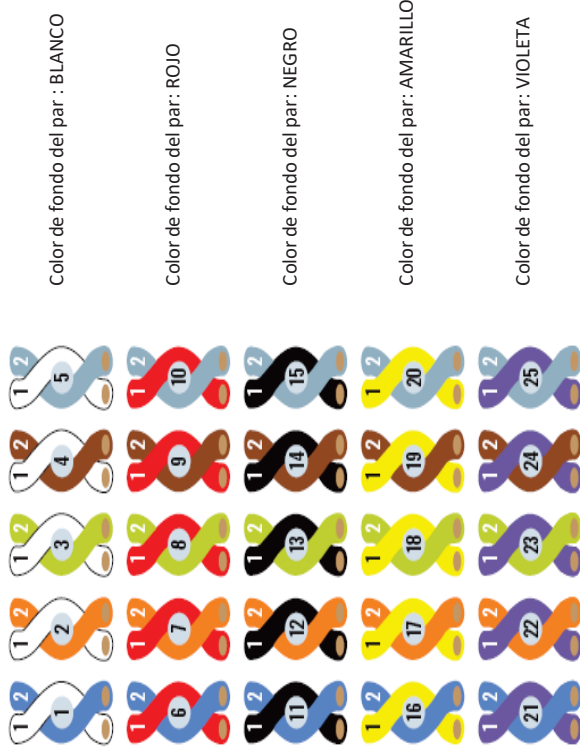 1 2 1 2 1 2 1 2 1 2
1 2 3 4 5 Color de fondo del par : BLANCO
1 2 1 2 1 2 1 2 1 2
6 7 8 9 10 Color de fondo del par: ROJO
1 2 1 2 1 2 1 2 1 2
11 12 13 14 15 Color de fondo del par: NEGRO
1 2 1 2 1 2 1 2 1 2
16 17 18 19 20 Color de fondo del par: AMARILLO
1 2 1 2 1 2 1 2 1 2
21 22 23 24 25 Color de fondo del par: VIOLETA